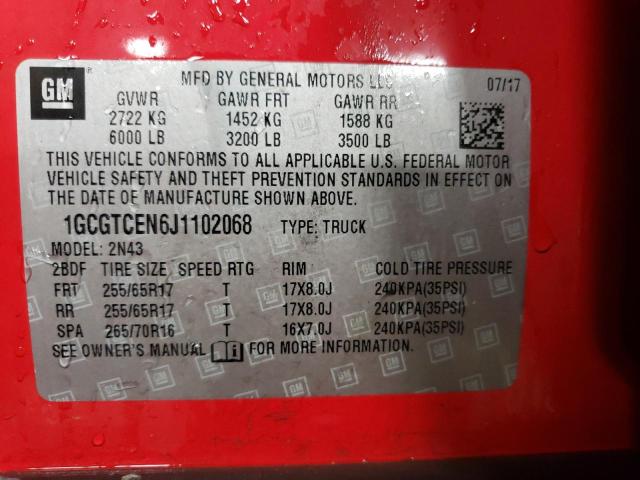 GM ®
MFD BY GENERAL MOTORS LLC 07/17
GVWR GAWR FRT GAWR RR
2722 KG 1452 KG 1588 KG
6000 LB 3200 LB 3500 LB
THIS VEHICLE CONFORMS TO ALL APPLICABLE U.S. FEDERAL MOTOR
VEHICLE SAFETY AND THEFT PREVENTION STANDARDS IN EFFECT ON
THE DATE OF MANUFACTURE SHOWN ABOVE.
1GCGTCEN6J1102068 TYPE: TRUCK
MODEL: 2N43
2BDF TIRE SIZE SPEED RTG RIM COLD TIRE PRESSURE
FRT 255/65R17 T 17X8.0J 240KPA(35PSI)
RR 255/65R17 T 17X8.0J 240KPA(35PSI)
SPA 265/70R16 T 16X7.0J 240KPA(35PSI)
SEE OWNER'S MANUAL FOR MORE INFORMATION.